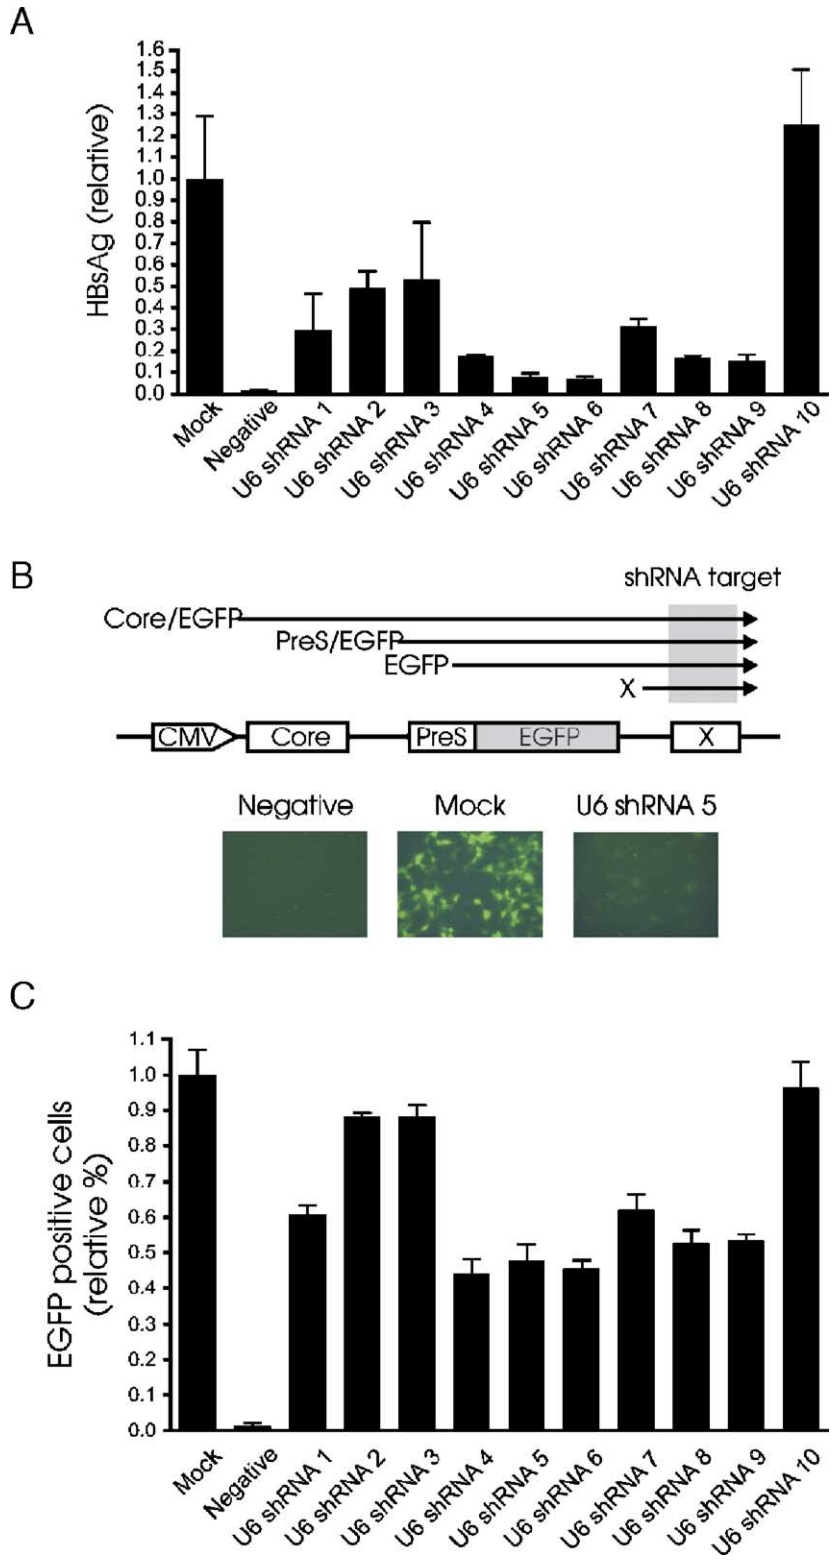 A
HBsAg (relative)
1.6
1.5
1.4
1.3
1.2
1.1
1.0
0.9
0.8
0.7
0.6
0.5
0.4
0.3
0.2
0.1
0.0
Mock
Negative
U6 shRNA 1
U6 shRNA 2
U6 shRNA 3
U6 shRNA 4
U6 shRNA 5
U6 shRNA 6
U6 shRNA 7
U6 shRNA 8
U6 shRNA 9
U6 shRNA 10
B
shRNA target
Core/EGFP
PreS/EGFP
EGFP
X
CMV Core PreS EGFP X
Negative Mock U6 shRNA 5
C
EGFP positive cells
(relative %)
1.1
1.0
0.9
0.8
0.7
0.6
0.5
0.4
0.3
0.2
0.1
0.0
Mock
Negative
U6 shRNA 1
U6 shRNA 2
U6 shRNA 3
U6 shRNA 4
U6 shRNA 5
U6 shRNA 6
U6 shRNA 7
U6 shRNA 8
U6 shRNA 9
U6 shRNA 10